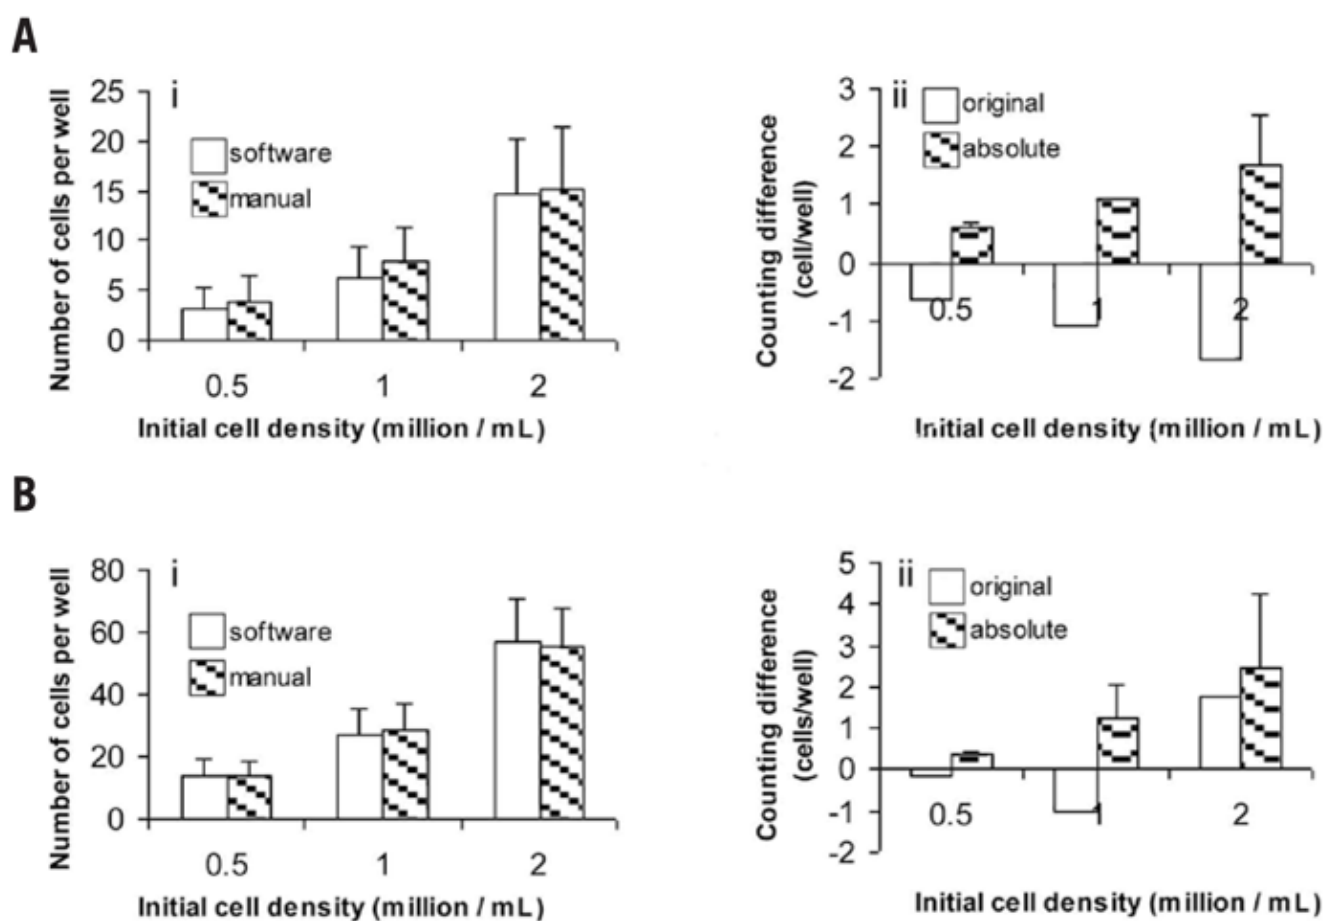 A
i
25
20
15
10
5
0
software
manual
Number of cells per well
0.5 1 2
Initial cell density (million / mL)
ii
3
2
1
0
-1
-2
original
absolute
Counting difference
(cell/well)
0.5 1 2
Initial cell density (million / mL)
B
i
80
60
40
20
0
software
manual
Number of cells per well
0.5 1 2
Initial cell density (million / mL)
ii
5
4
3
2
1
0
-1
-2
original
absolute
Counting difference
(cells/well)
0.5 1 2
Initial cell density (million / mL)